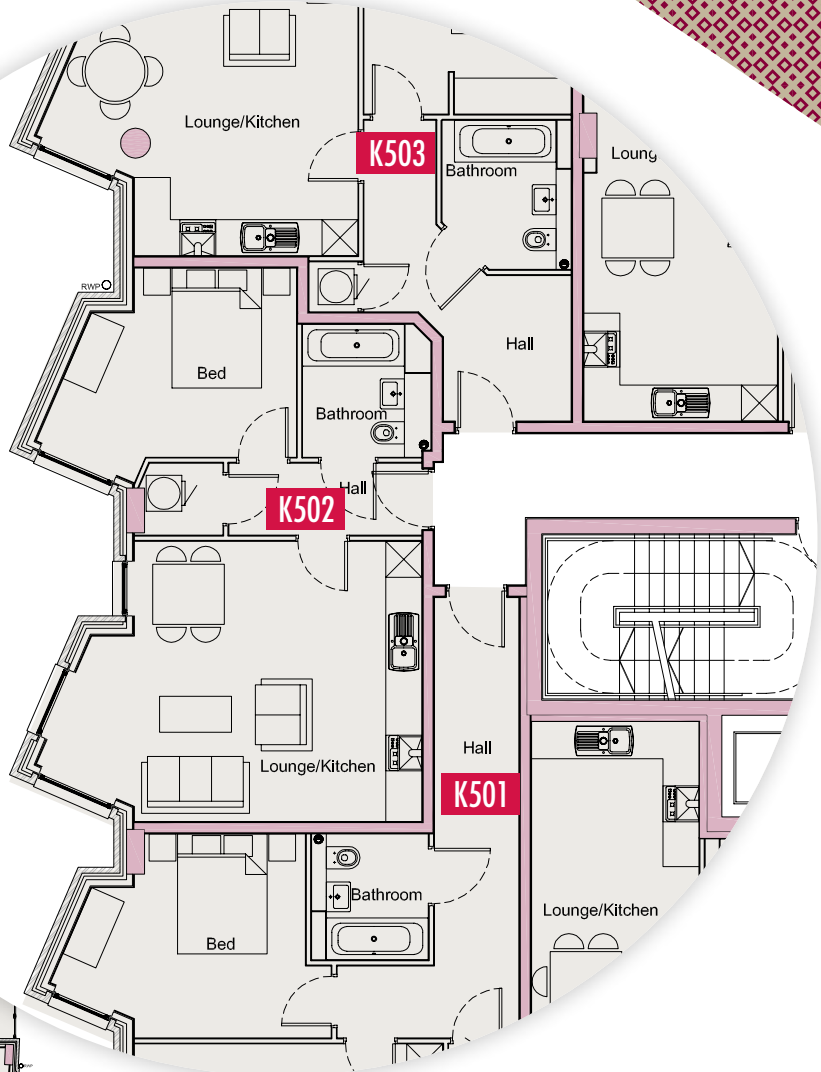 Lounge/Kitchen
K503
Bathroom
Loung
RWP
Hall
Bed
Bathroom
Hall
K502
Lounge/Kitchen
Hall
K501
Bathroom
Lounge/Kitchen
Bed